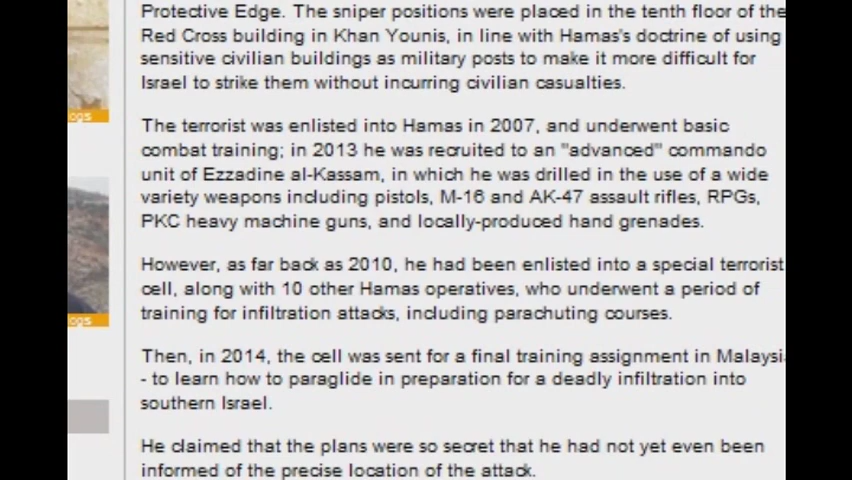 Protective Edge. The sniper positions were placed in the tenth floor of the
Red Cross building in Khan Younis, in line with Hamas's doctrine of using
sensitive civilian buildings as military posts to make it more difficult for
Israel to strike them without incurring civilian casualties.
The terrorist was enlisted into Hamas in 2007, and underwent basic
combat training; in 2013 he was recruited to an "advanced" commando
unit of Ezzadine al-Kassam, in which he was drilled in the use of a wide
variety weapons including pistols, M-16 and AK-47 assault rifles, RPGs,
PKC heavy machine guns, and locally-produced hand grenades.
However, as far back as 2010, he had been enlisted into a special terrorist
cell, along with 10 other Hamas operatives, who underwent a period of
training for infiltration attacks, including parachuting courses.
Then, in 2014, the cell was sent for a final training assignment in Malaysi
- to learn how to paraglide in preparation for a deadly infiltration into
southern Israel.
He claimed that the plans were so secret that he had not yet even been
informed of the precise location of the attack.